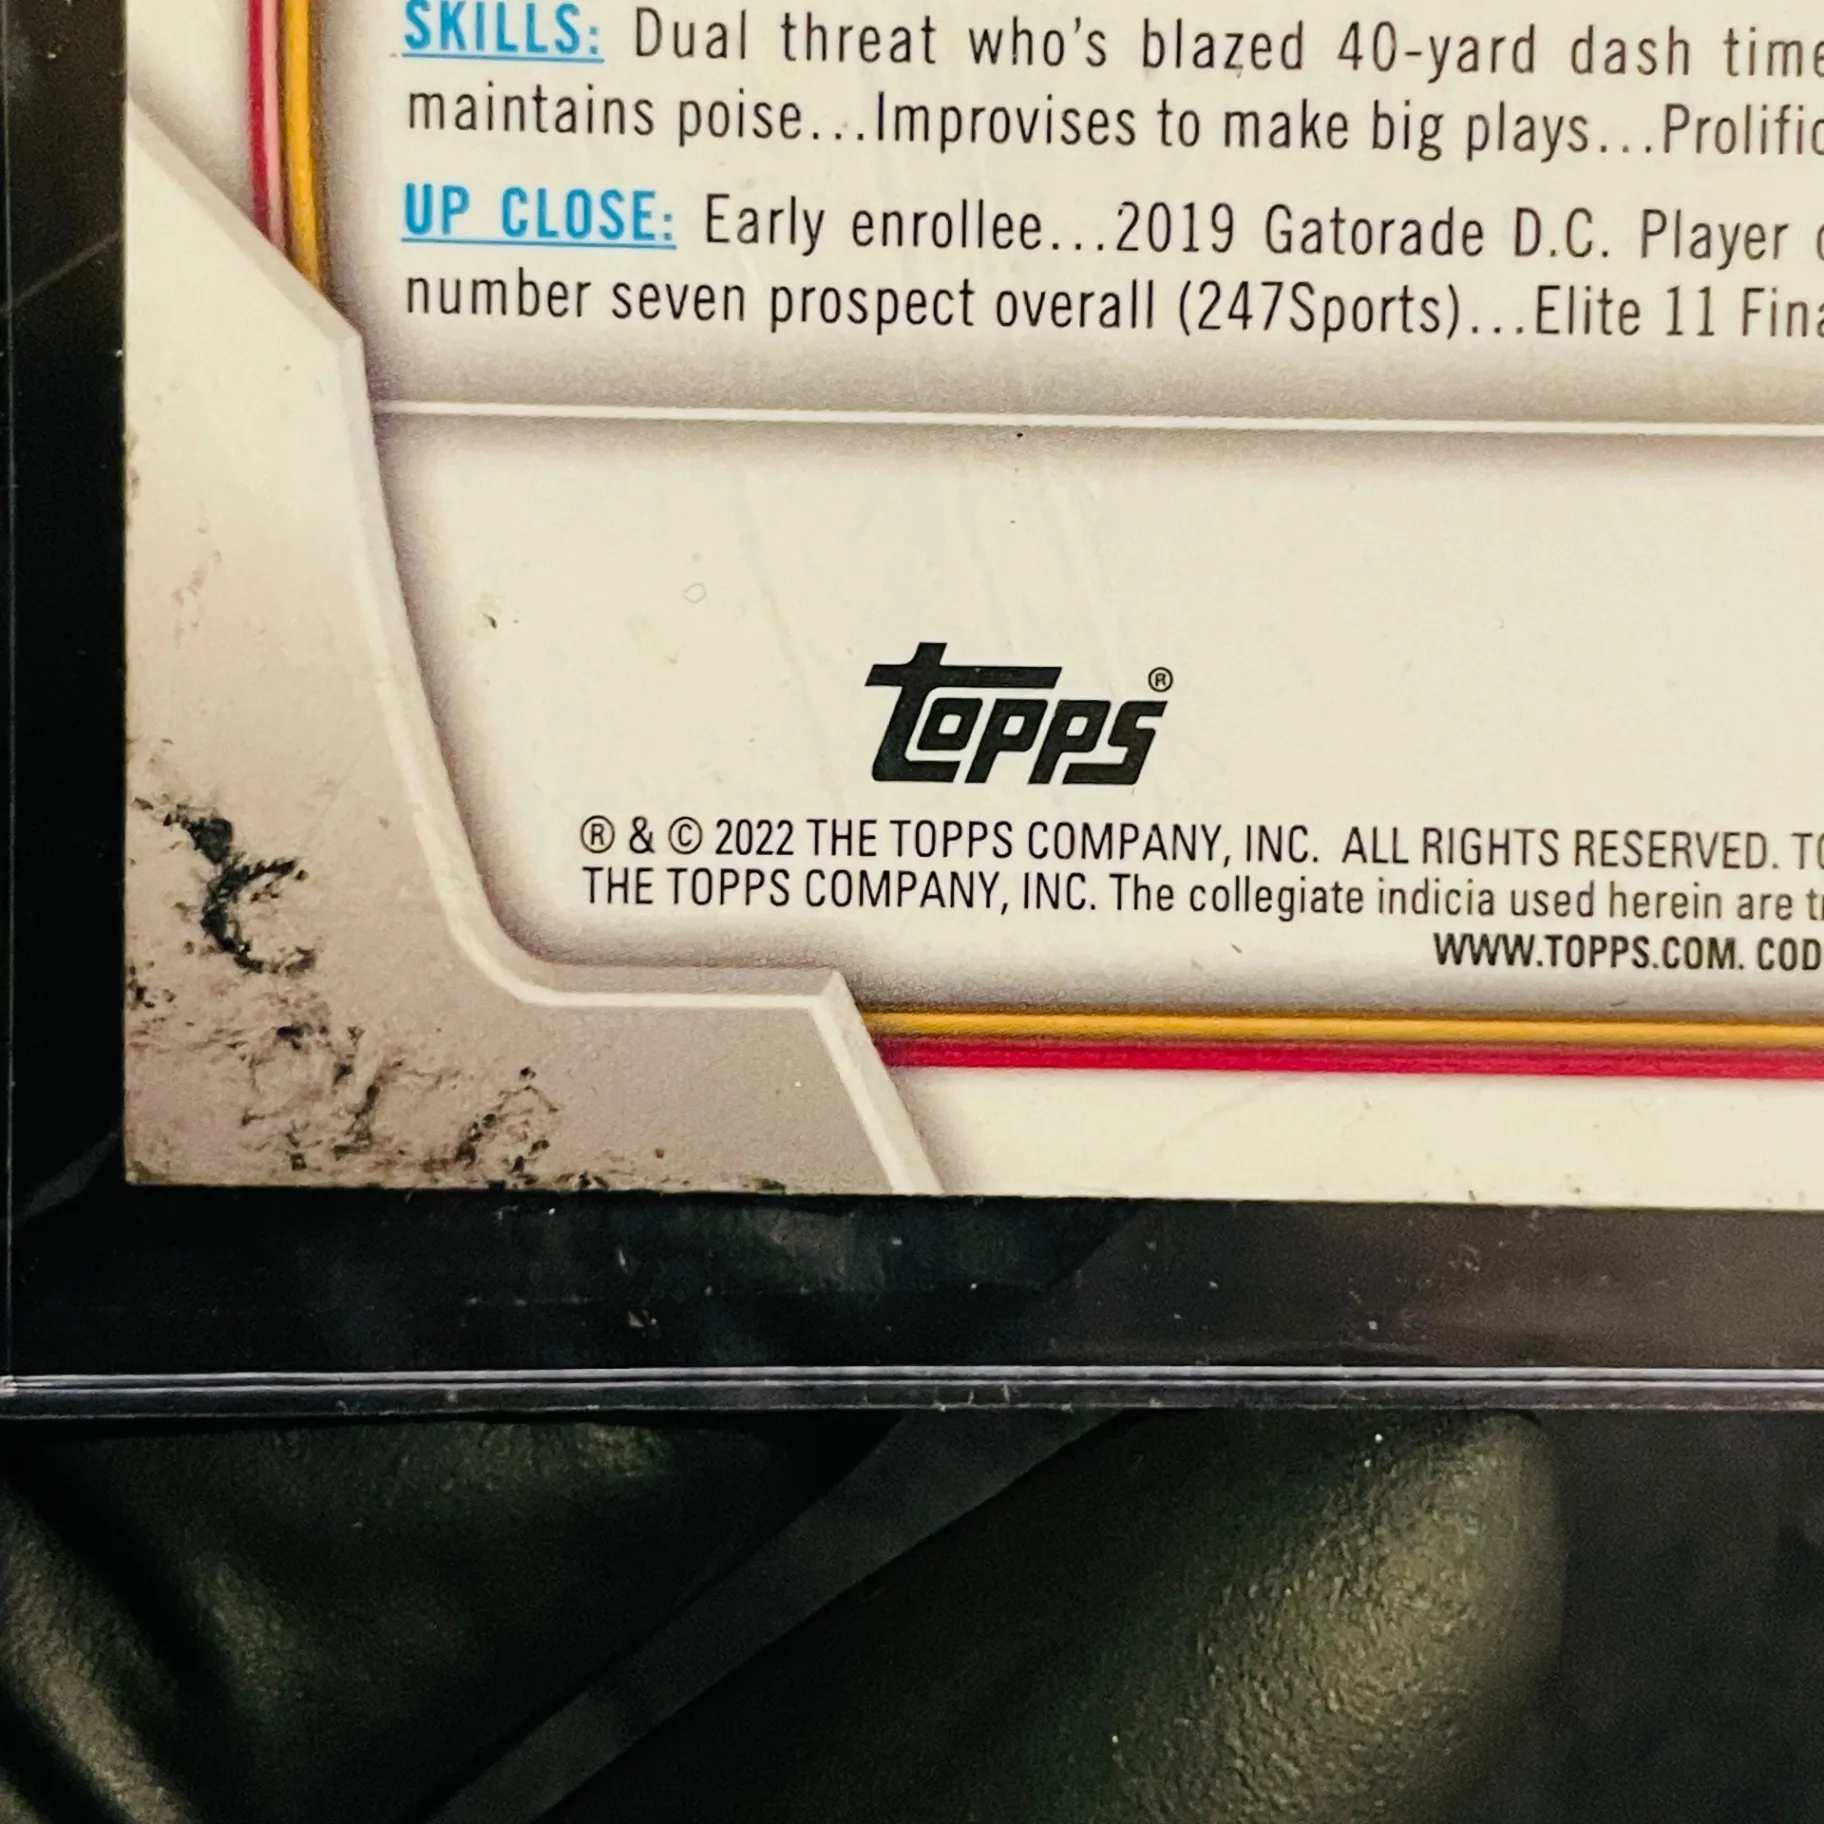 SKILLS: Dual threat who's blazed 40-yard dash
maintains poise...Improvises to make big plays...
UP CLOSE: Early enrollee...2019 Gatorade D.C. Player
number seven prospect overall (247Sports)...Elite 11
TOPPS®
® & © 2022 THE TOPPS COMPANY, INC. ALL RIGHTS RESERVED.
THE TOPPS COMPANY, INC. The collegiate indicia used herein are
WWW.TOPPS.COM.